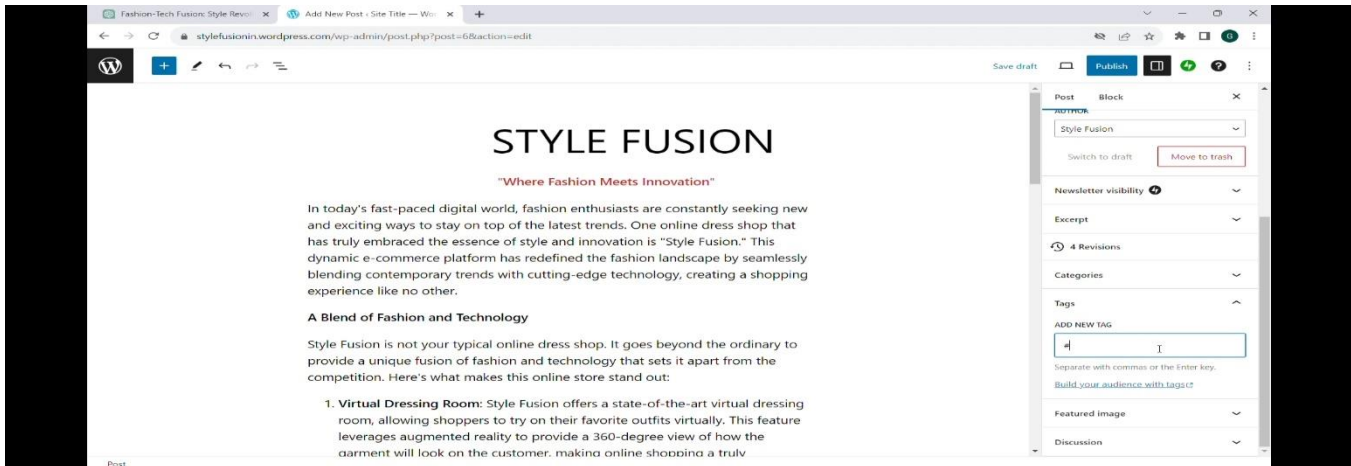 Fashion-Tech Fusion: Style Revo
Add New Post ‹ Site Title — Wo
stylefusionin.wordpress.com/wp-admin/post.php?post=6&action=edit
G
Save draft
Publish
Post Block
AUTHOR
Style Fusion
Switch to draft Move to trash
Newsletter visibility
Excerpt
4 Revisions
Categories
Tags
ADD NEW TAG
#
Separate with commas or the Enter key.
Build your audience with tags
Featured image
Discussion
STYLE FUSION
"Where Fashion Meets Innovation"
In today's fast-paced digital world, fashion enthusiasts are constantly seeking new
and exciting ways to stay on top of the latest trends. One online dress shop that
has truly embraced the essence of style and innovation is "Style Fusion." This
dynamic e-commerce platform has redefined the fashion landscape by seamlessly
blending contemporary trends with cutting-edge technology, creating a shopping
experience like no other.
A Blend of Fashion and Technology
Style Fusion is not your typical online dress shop. It goes beyond the ordinary to
provide a unique fusion of fashion and technology that sets it apart from the
competition. Here's what makes this online store stand out:
1. Virtual Dressing Room: Style Fusion offers a state-of-the-art virtual dressing
room, allowing shoppers to try on their favorite outfits virtually. This feature
leverages augmented reality to provide a 360-degree view of how the
garment will look on the customer, making online shopping a truly
Post